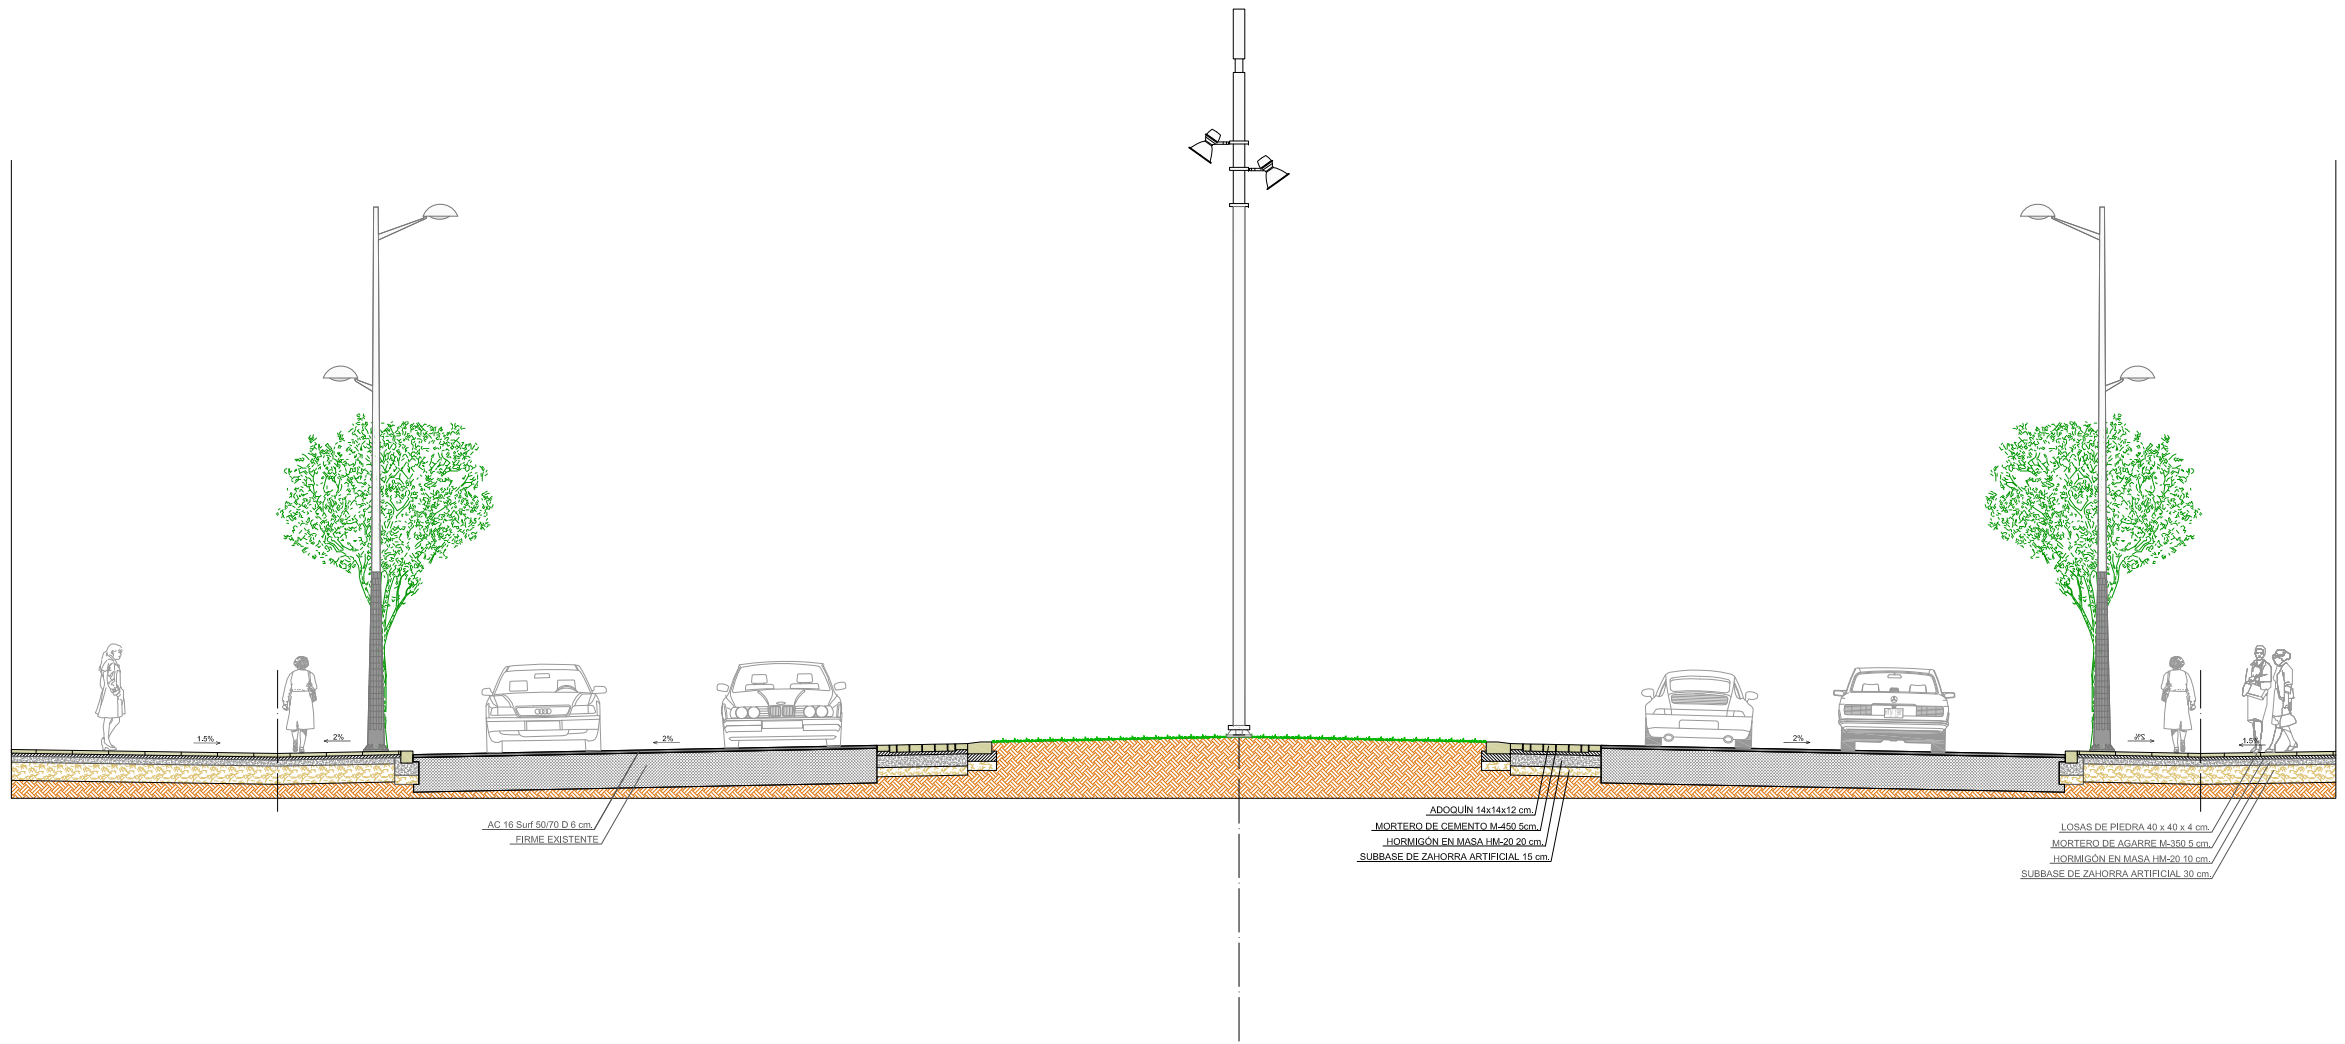 1.5%
2%
2%
2%
2%
1.5%
AC 16 Surf 50/70 D 6 cm.
FIRME EXISTENTE
ADOQUÍN 14x14x12 cm.
MORTERO DE CEMENTO M-450 5cm.
HORMIGÓN EN MASA HM-20 20 cm.
SUBBASE DE ZAHORRA ARTIFICIAL 15 cm.
LOSAS DE PIEDRA 40 x 40 x 4 cm.
MORTERO DE AGARRE M-350 5 cm.
HORMIGÓN EN MASA HM-20 10 cm.
SUBBASE DE ZAHORRA ARTIFICIAL 30 cm.